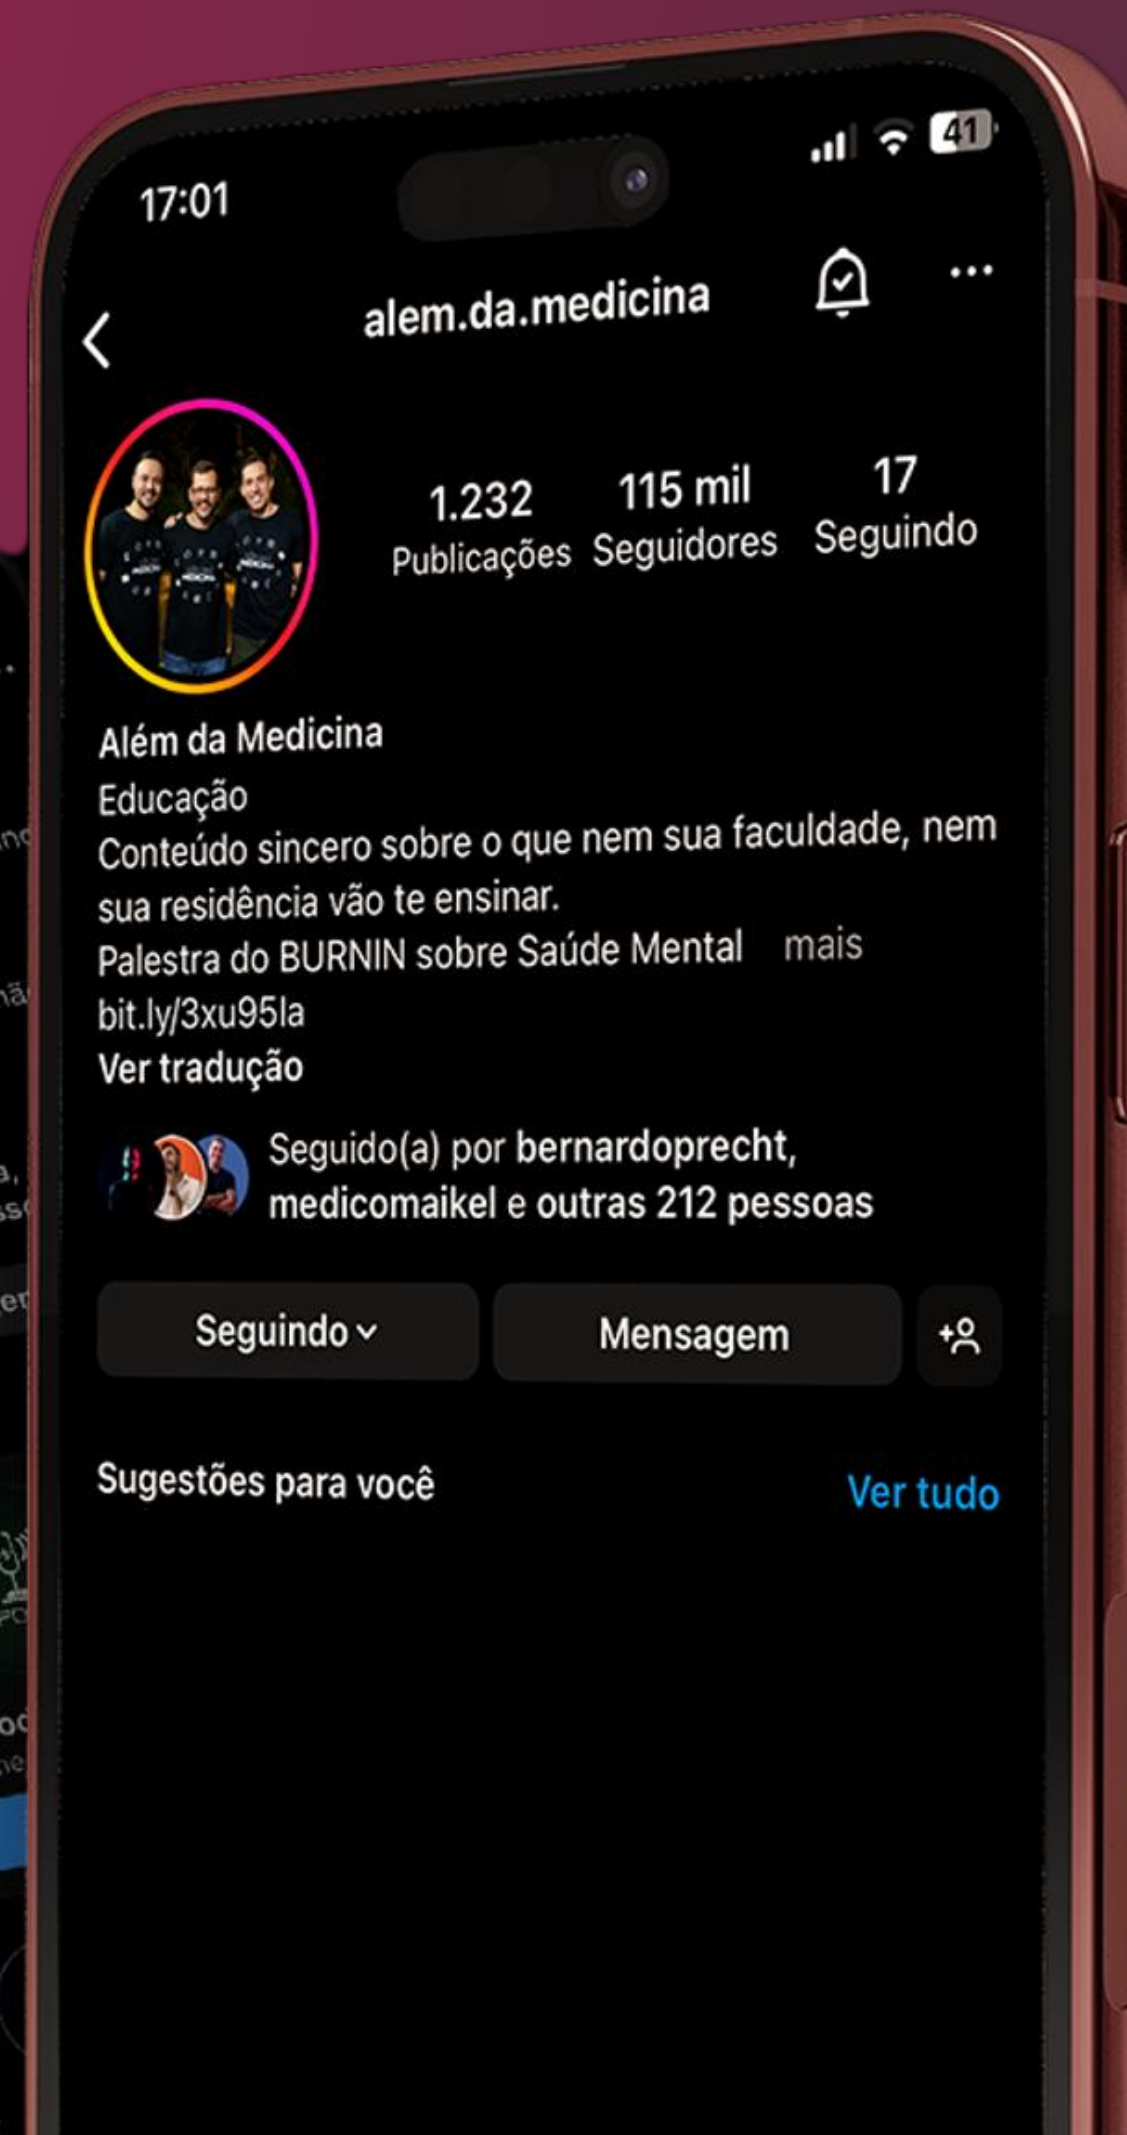 17:01
41
alem.da.medicina
1.232
Publicações
115 mil
Seguidores
17
Seguindo
Além da Medicina
Educação
Conteúdo sincero sobre o que nem sua faculdade, nem
sua residência vão te ensinar.
Palestra do BURNIN sobre Saúde Mental mais
bit.ly/3xu95la
Ver tradução
Seguido(a) por bernardoprecht,
medicomaikel e outras 212 pessoas
Seguindo
Mensagem
Sugestões para você
Ver tudo